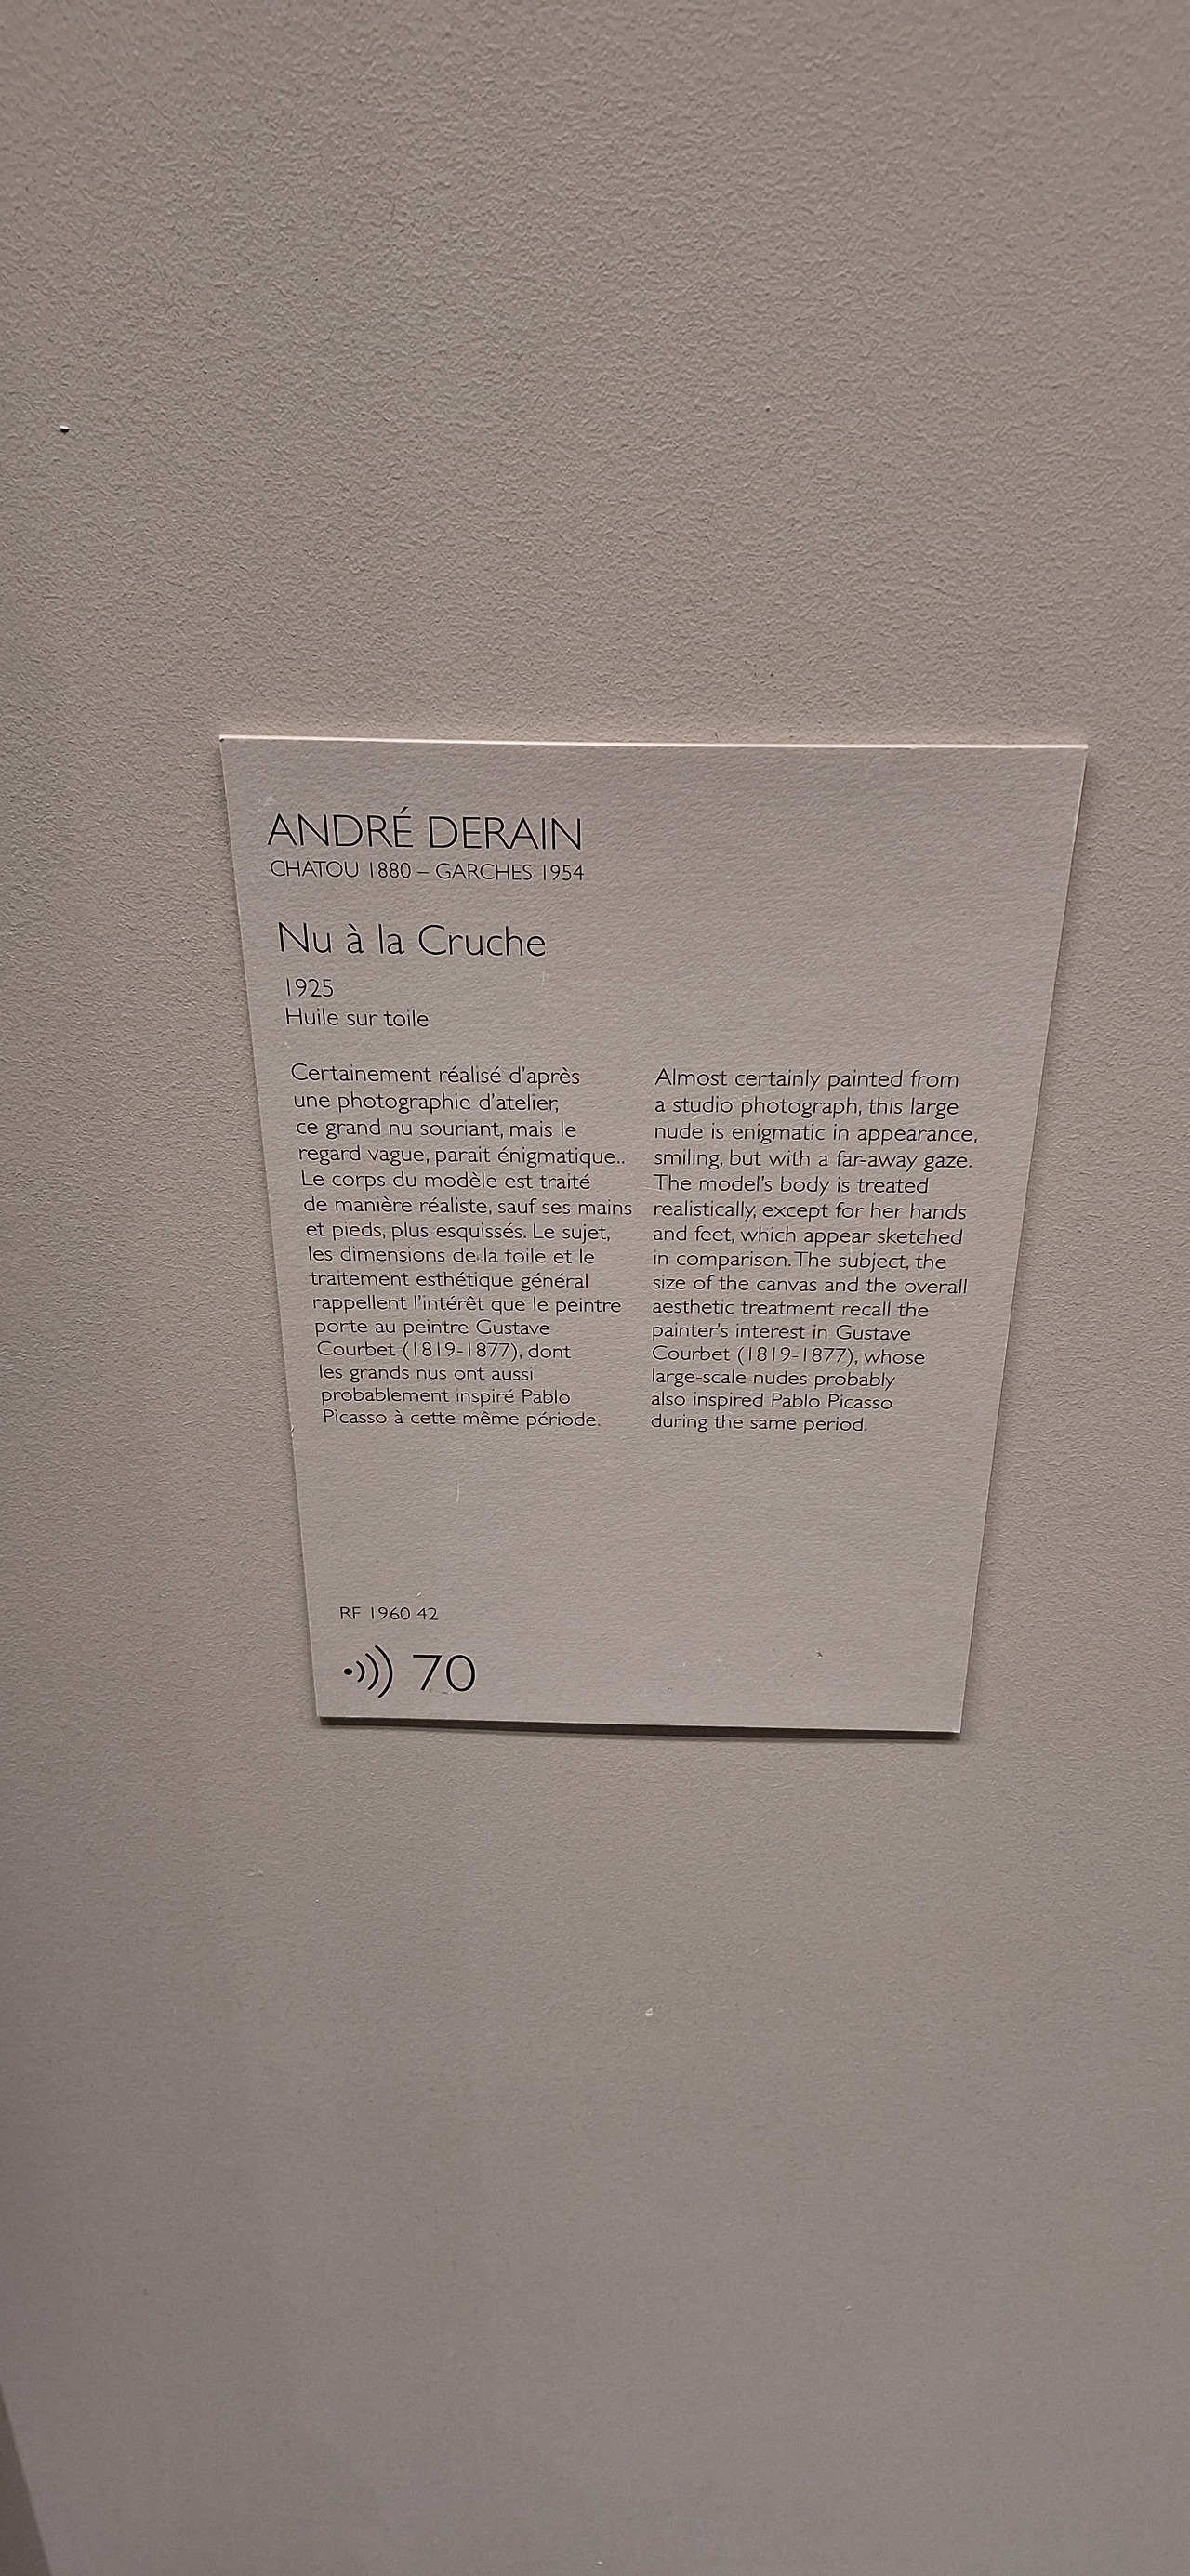 ANDRÉ DERAIN
CHATOU 1880 – GARCHES 1954
Nu à la Cruche
1925
Huile sur toile
Certainement réalisé d'après
une photographie d'atelier,
ce grand nu souriant, mais le
regard vague, parait énigmatique..
Le corps du modèle est traité
de manière réaliste, sauf ses mains
et pieds, plus esquissés. Le sujet,
les dimensions de la toile et le
traitement esthétique général
rappellent l'intérêt que le peintre
porte au peintre Gustave
Courbet (1819-1877), dont
les grands nus ont aussi
probablement inspiré Pablo
Picasso à cette même période.
Almost certainly painted from
a studio photograph, this large
nude is enigmatic in appearance,
smiling, but with a far-away gaze.
The model's body is treated
realistically, except for her hands
and feet, which appear sketched
in comparison. The subject, the
size of the canvas and the overall
aesthetic treatment recall the
painter's interest in Gustave
Courbet (1819-1877), whose
large-scale nudes probably
also inspired Pablo Picasso
during the same period.
RF 1960 42
70